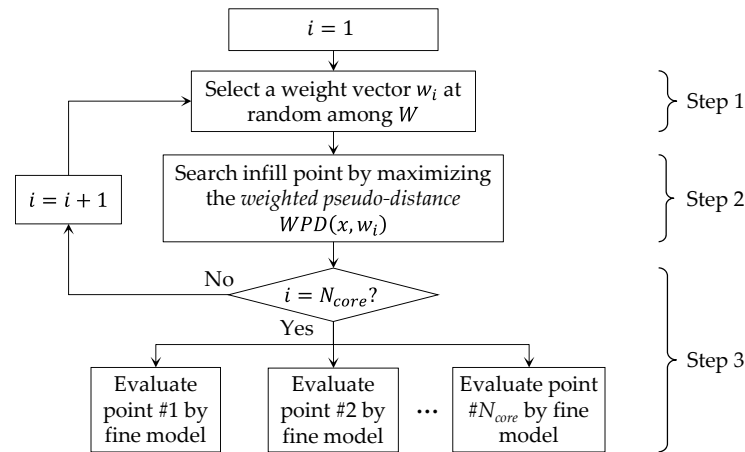 i = 1
Select a weight vector w_i at
random among W
Step 1
Search infill point by maximizing
the weighted pseudo-distance
WPD(x, w_i)
Step 2
i = i + 1
No
i = N_core?
Yes
Step 3
Evaluate
point #1 by
fine model
Evaluate
point #2 by
fine model
...
Evaluate point
#N_core by fine
model